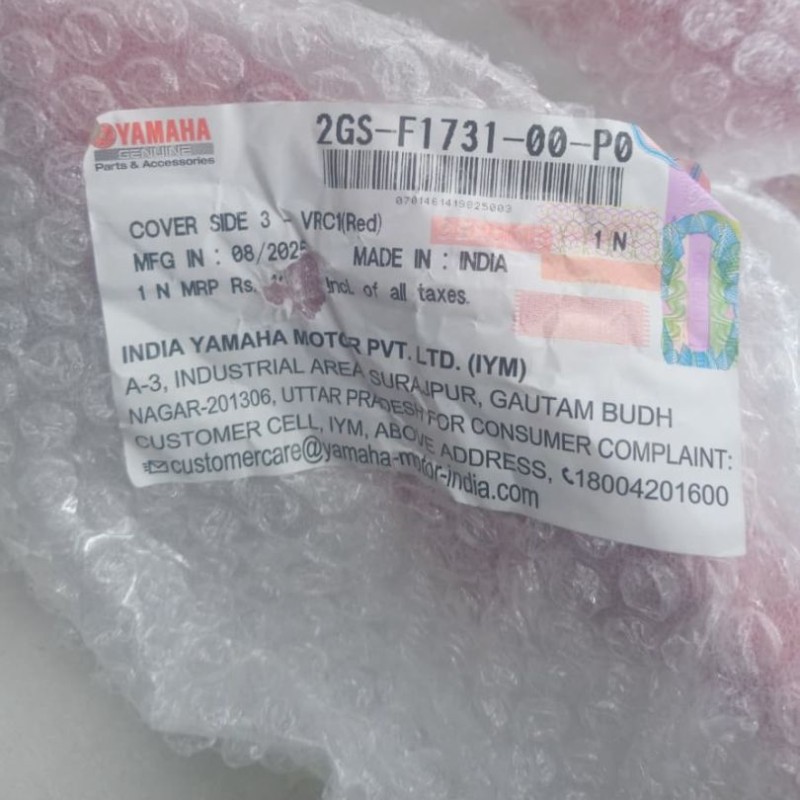 YAMAHA
GENUINE
Parts & Accessories
2GS-F1731-00-P0
0701461419825003
COVER SIDE 3 - VRC1(Red)
1 N
MFG IN : 08/2025 MADE IN : INDIA
1 N MRP Rs. Incl. of all taxes.
INDIA YAMAHA MOTOR PVT. LTD. (IYM)
A-3, INDUSTRIAL AREA SURAJPUR, GAUTAM BUDH
NAGAR-201306, UTTAR PRADESH FOR CONSUMER COMPLAINT:
CUSTOMER CELL, IYM, ABOVE ADDRESS, 18004201600
customercare@yamaha-motor-india.com